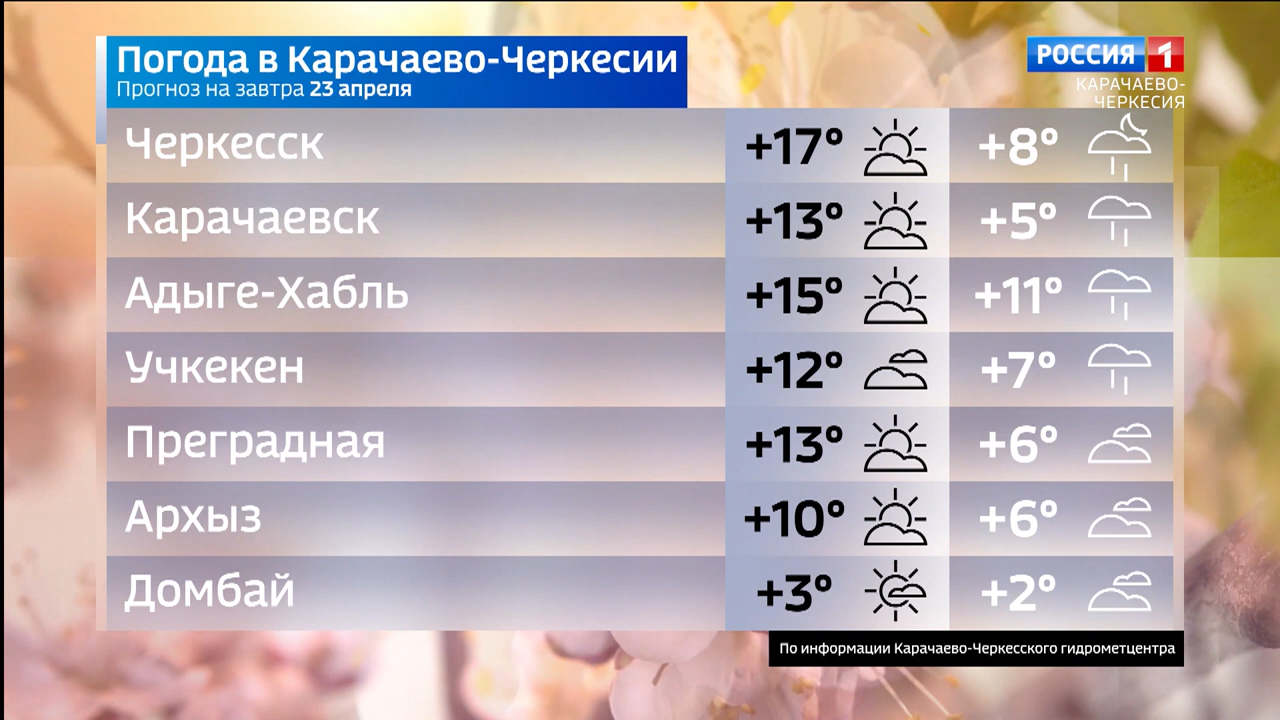 Погода в Карачаево-Черкесии
Прогноз на завтра 23 апреля
РОССИЯ 1
КАРАЧАЕВО-
ЧЕРКЕСИЯ
Черкесск +17° +8°
Карачаевск +13° +5°
Адыге-Хабль +15° +11°
Учкекен +12° +7°
Преградная +13° +6°
Архыз +10° +6°
Домбай +3° +2°
По информации Карачаево-Черкесского гидрометцентра